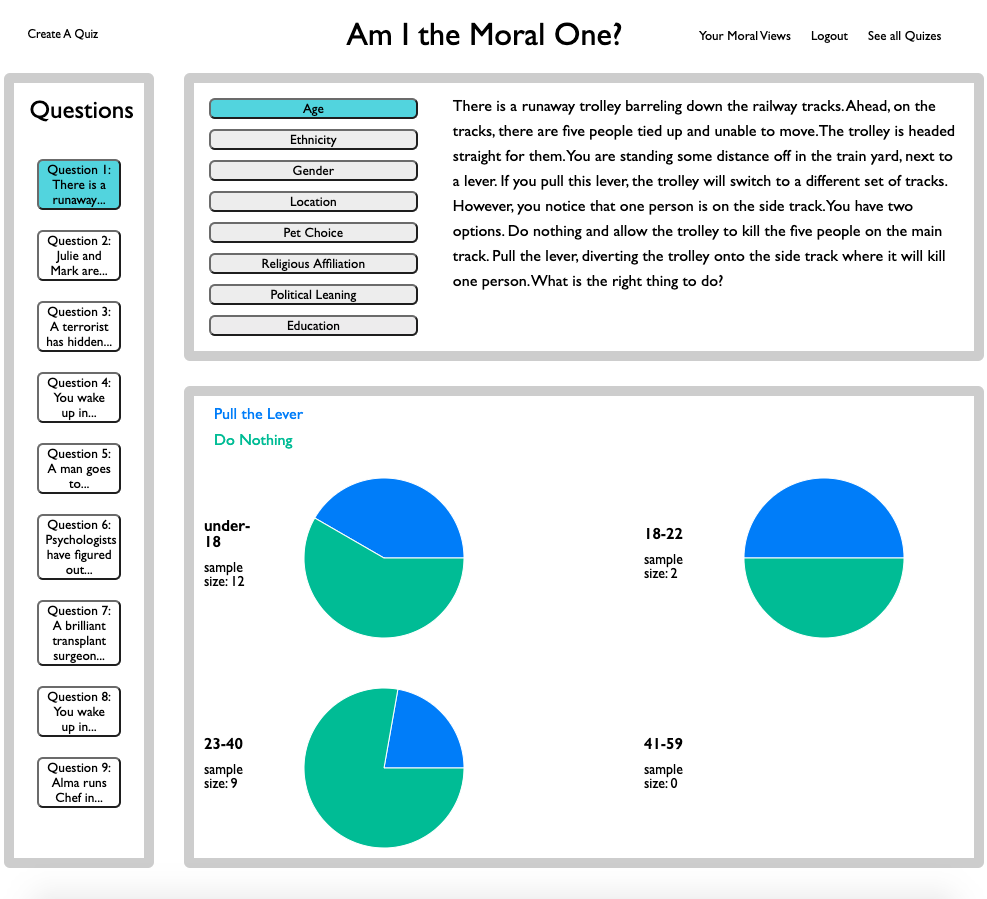 Create A Quiz
Am I the Moral One?
Your Moral Views
Logout
See all Quizes
Questions
Question 1:
There is a
runaway...
Question 2:
Julie and
Mark are...
Question 3:
A terrorist
has hidden...
Question 4:
You wake
up in...
Question 5:
A man goes
to...
Question 6:
Psychologists
have figured
out...
Question 7:
A brilliant
transplant
surgeon...
Question 8:
You wake
up in...
Question 9:
Alma runs
Chef in...
Age
Ethnicity
Gender
Location
Pet Choice
Religious Affiliation
Political Leaning
Education
There is a runaway trolley barreling down the railway tracks. Ahead, on the
tracks, there are five people tied up and unable to move. The trolley is headed
straight for them. You are standing some distance off in the train yard, next to
a lever. If you pull this lever, the trolley will switch to a different set of tracks.
However, you notice that one person is on the side track. You have two
options. Do nothing and allow the trolley to kill the five people on the main
track. Pull the lever, diverting the trolley onto the side track where it will kill
one person. What is the right thing to do?
Pull the Lever
Do Nothing
under-
18
sample
size: 12
18-22
sample
size: 2
23-40
sample
size: 9
41-59
sample
size: 0